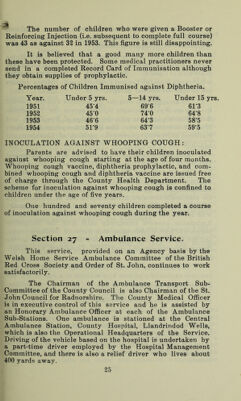 The number of children who were given a Booster or
Reinforcing Injection (i.e. subsequent to complete full course)
was 43 as against 32 in 1953. This figure is still disappointing.
It is believed that a good many more children than
these have been protected. Some medical practitioners never
send in a completed Record Card of Immunisation although
they obtain supplies of prophylactic.
Percentages of Children Immunised against Diphtheria.
Year. Under 5 yrs. 5—14 yrs. Under 15 yrs.
1951 45·4 69·6 61·3
1952 45·0 74·0 64·8
1953 46·6 64·3 58·5
1954 51·9 63·7 59·5
INOCULATION AGAINST WHOOPING COUGH:
Parents are advised to have their children inoculated
against whooping cough starting at the age of four months.
Whooping cough vaccine, diphtheria prophylactic, and com-
bined whooping cough and diphtheria vaccine are issued free
of charge through the County Health Department. The
scheme for inoculation against whooping cough is confined to
children under the age of five years.
One hundred and seventy children completed a course
of inoculation against whooping cough during the year.
Section 27 - Ambulance Service.
This service, provided on an Agency basis by the
Welsh Home Service Ambulance Committee of the British
Red Cross Society and Order of St. John, continues to work
satisfactorily.
The Chairman of the Ambulance Transport Sub-
Committee of the County Council is also Chairman of the St.
John Council for Radnorshire. The County Medical Officer
is in executive control of this service and he is assisted by
an Honorary Ambulance Officer at each of the Ambulance
Sub-Stations. One ambulance is stationed at the Central
Ambulance Station, County Hospital, Llandrindod Wells,
which is also the Operational Headquarters of the Service.
Driving of the vehicle based on the hospital is undertaken by
a part-time driver employed by the Hospital Management
Committee, and there is also a relief driver who lives about
400 yards away.
25